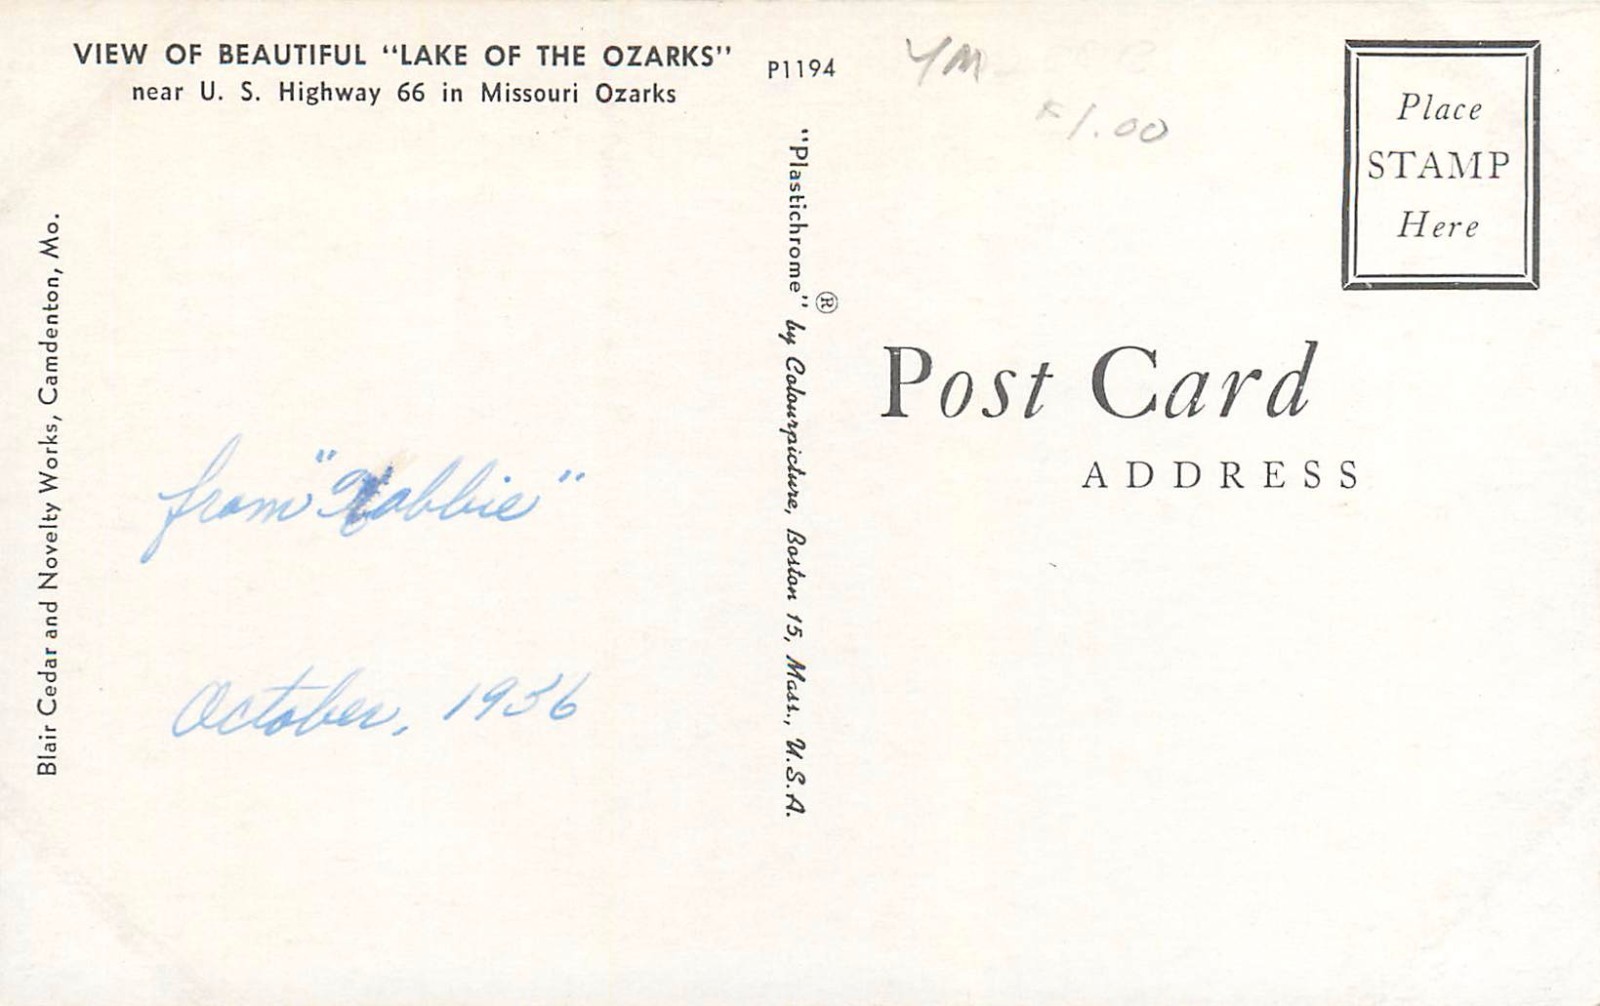 VIEW OF BEAUTIFUL “LAKE OF THE OZARKS”
near U. S. Highway 66 in Missouri Ozarks
P1194
YM
1.00
Place
STAMP
Here
Blair Cedar and Novelty Works, Camdenton, Mo.
"Plastichrome"® by Colourpicture, Boston 15, Mass., U.S.A.
Post Card
ADDRESS
from
October, 1956